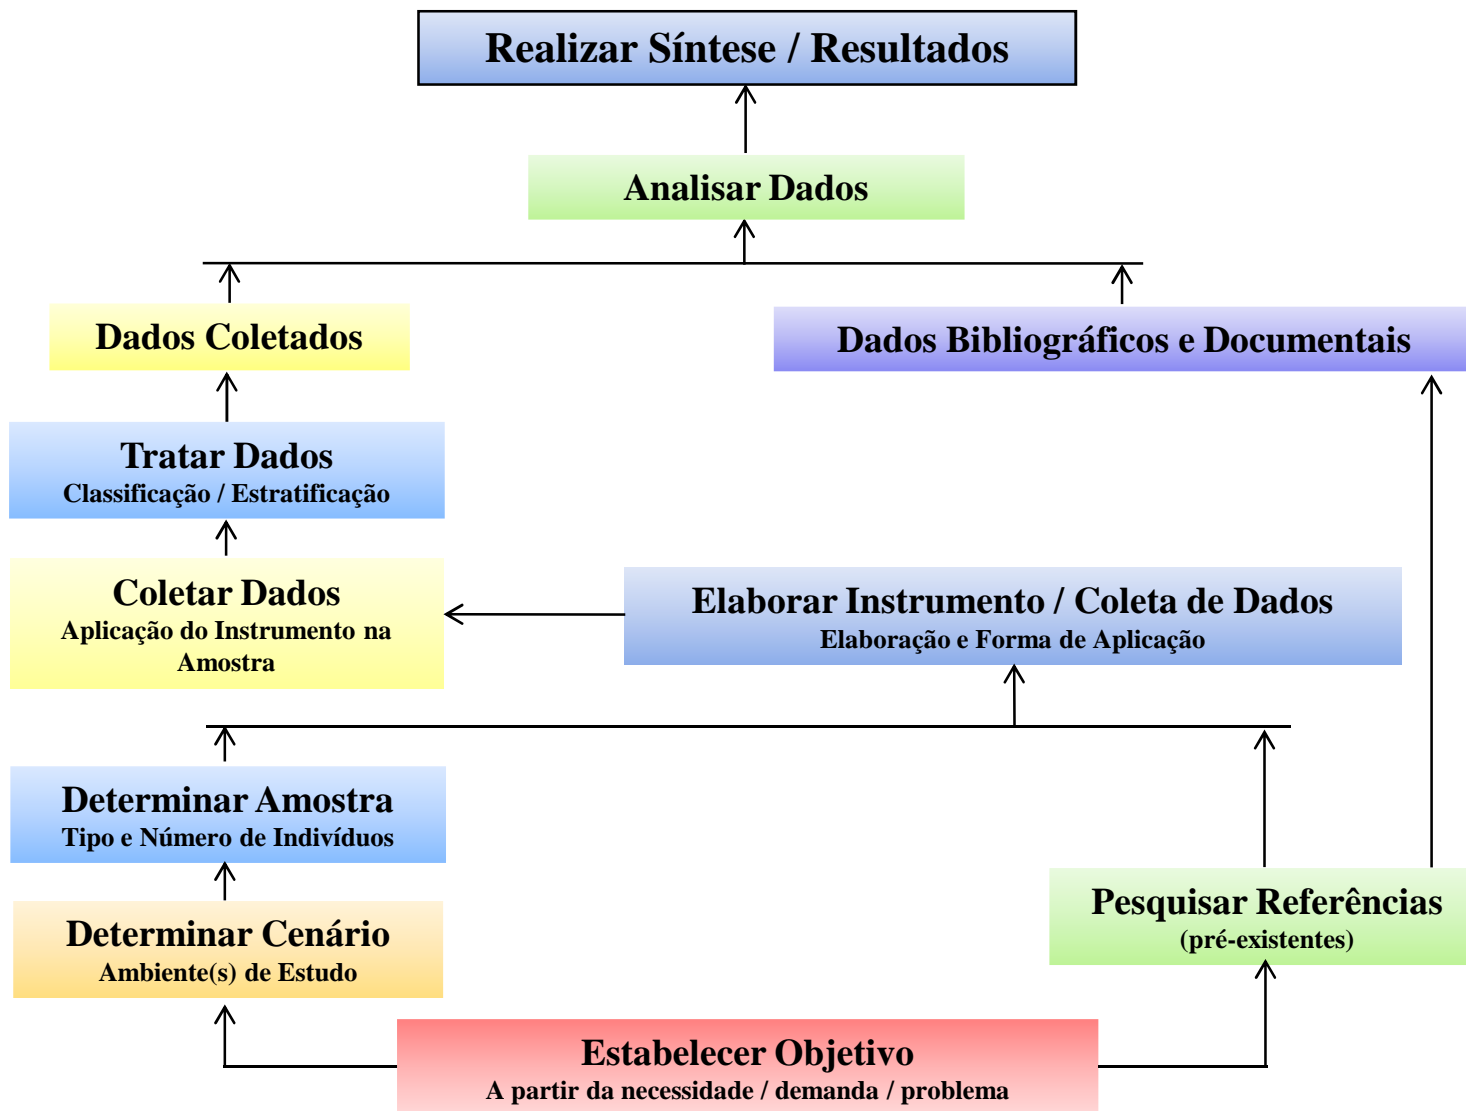 Realizar Síntese / Resultados
Analisar Dados
Dados Coletados
Dados Bibliográficos e Documentais
Tratar Dados
Classificação / Estratificação
Coletar Dados
Aplicação do Instrumento na
Amostra
Elaborar Instrumento / Coleta de Dados
Elaboração e Forma de Aplicação
Determinar Amostra
Tipo e Número de Indivíduos
Pesquisar Referências
(pré-existentes)
Determinar Cenário
Ambiente(s) de Estudo
Estabelecer Objetivo
A partir da necessidade / demanda / problema